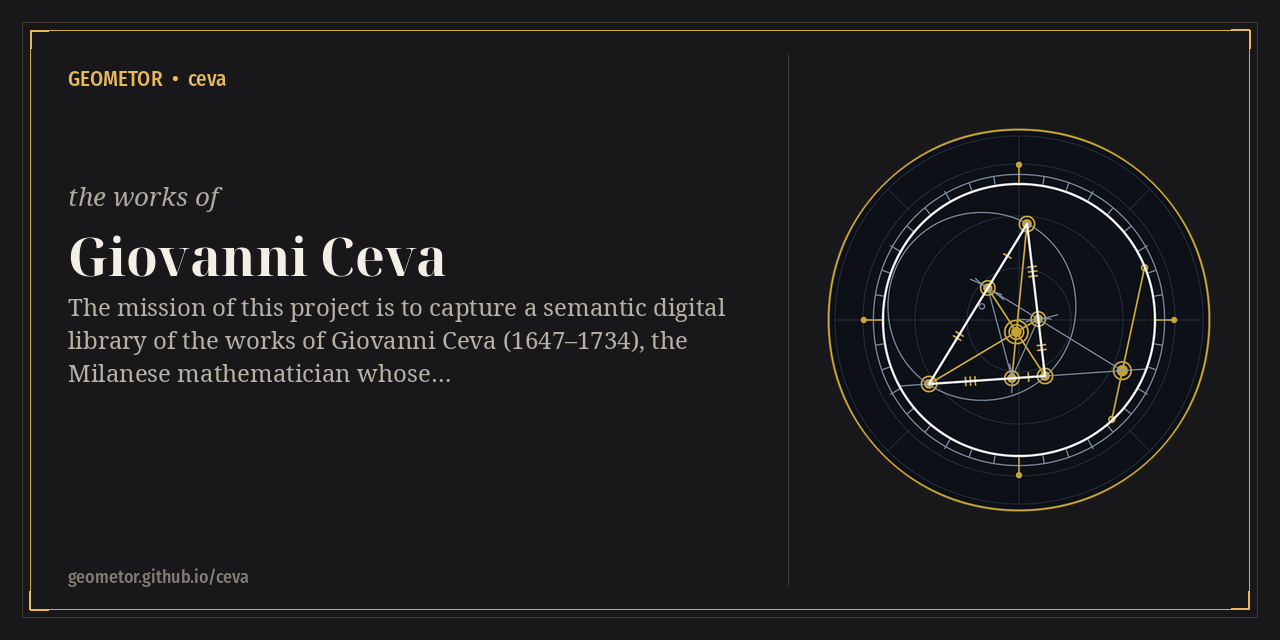 GEOMETOR • ceva
the works of
Giovanni Ceva
The mission of this project is to capture a semantic digital
library of the works of Giovanni Ceva (1647–1734), the
Milanese mathematician whose...
geometor.github.io/ceva